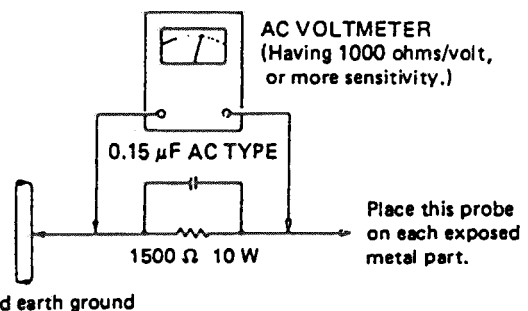 AC VOLTMETER
(Having 1000 ohms/volt,
or more sensitivity.)
0.15 μF AC TYPE
1500 Ω 10 W
Place this probe
on each exposed
metal part.
d earth ground